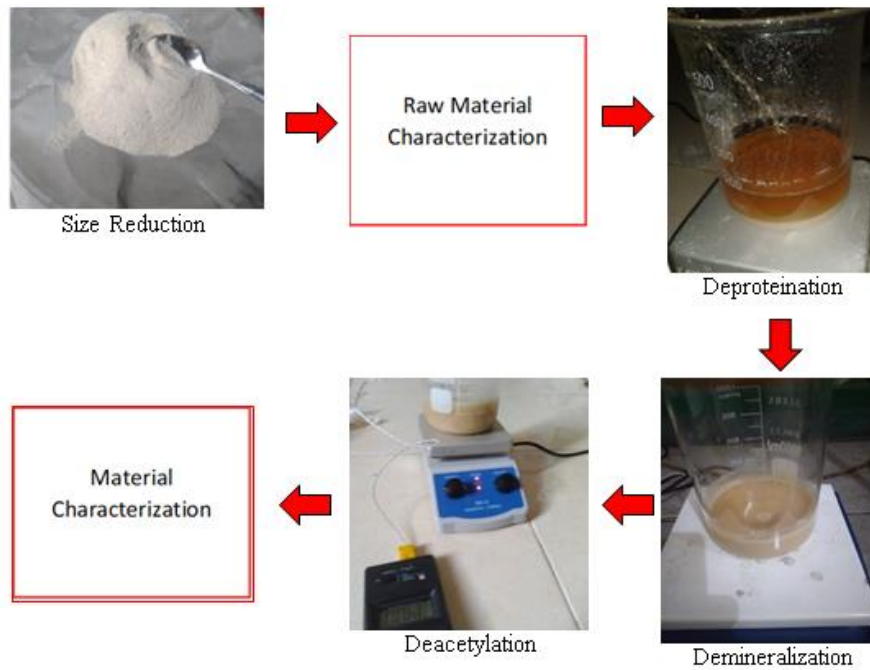 Size Reduction
Raw Material
Characterization
Deproteination
Material
Characterization
Deacetylation
Demineralization